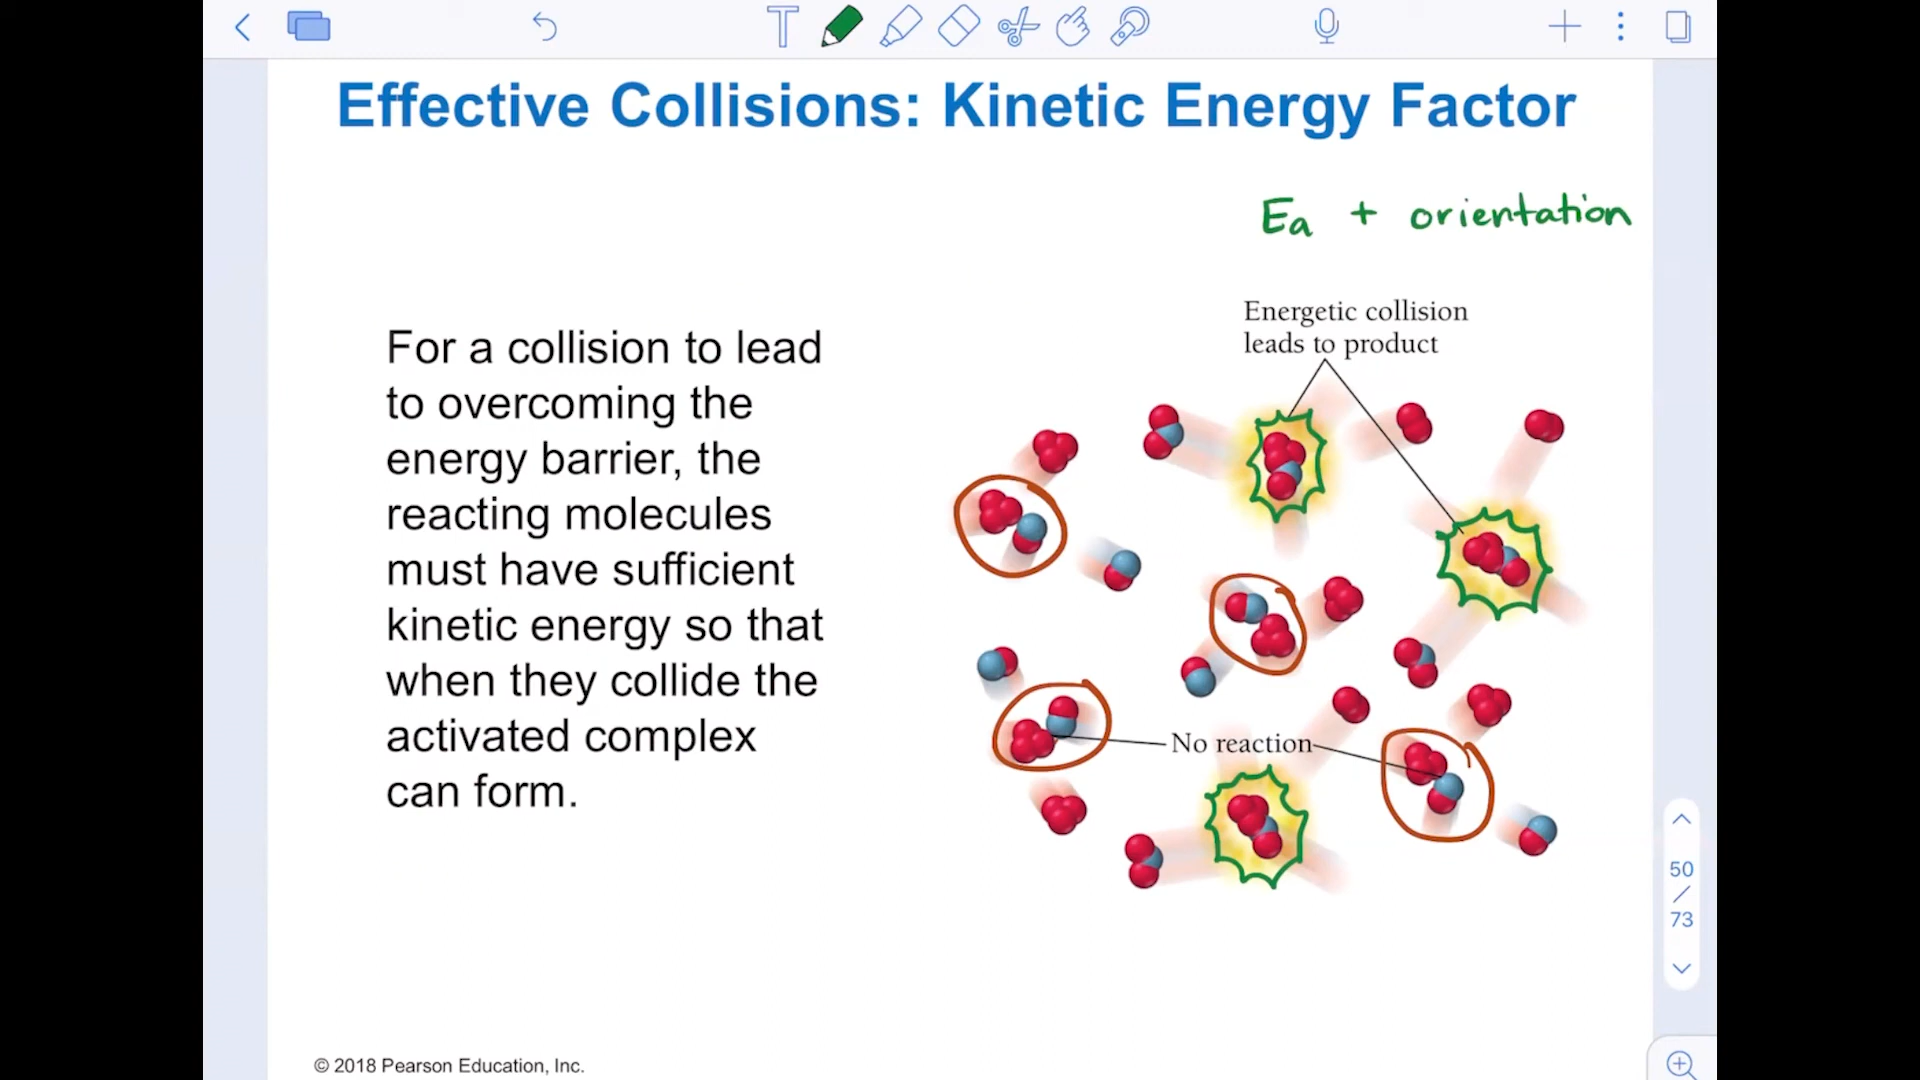 Effective Collisions: Kinetic Energy Factor
Ea + orientation
Energetic collision
leads to product
For a collision to lead
to overcoming the
energy barrier, the
reacting molecules
must have sufficient
kinetic energy so that
when they collide the
activated complex
can form.
No reaction
50
/
73
© 2018 Pearson Education, Inc.